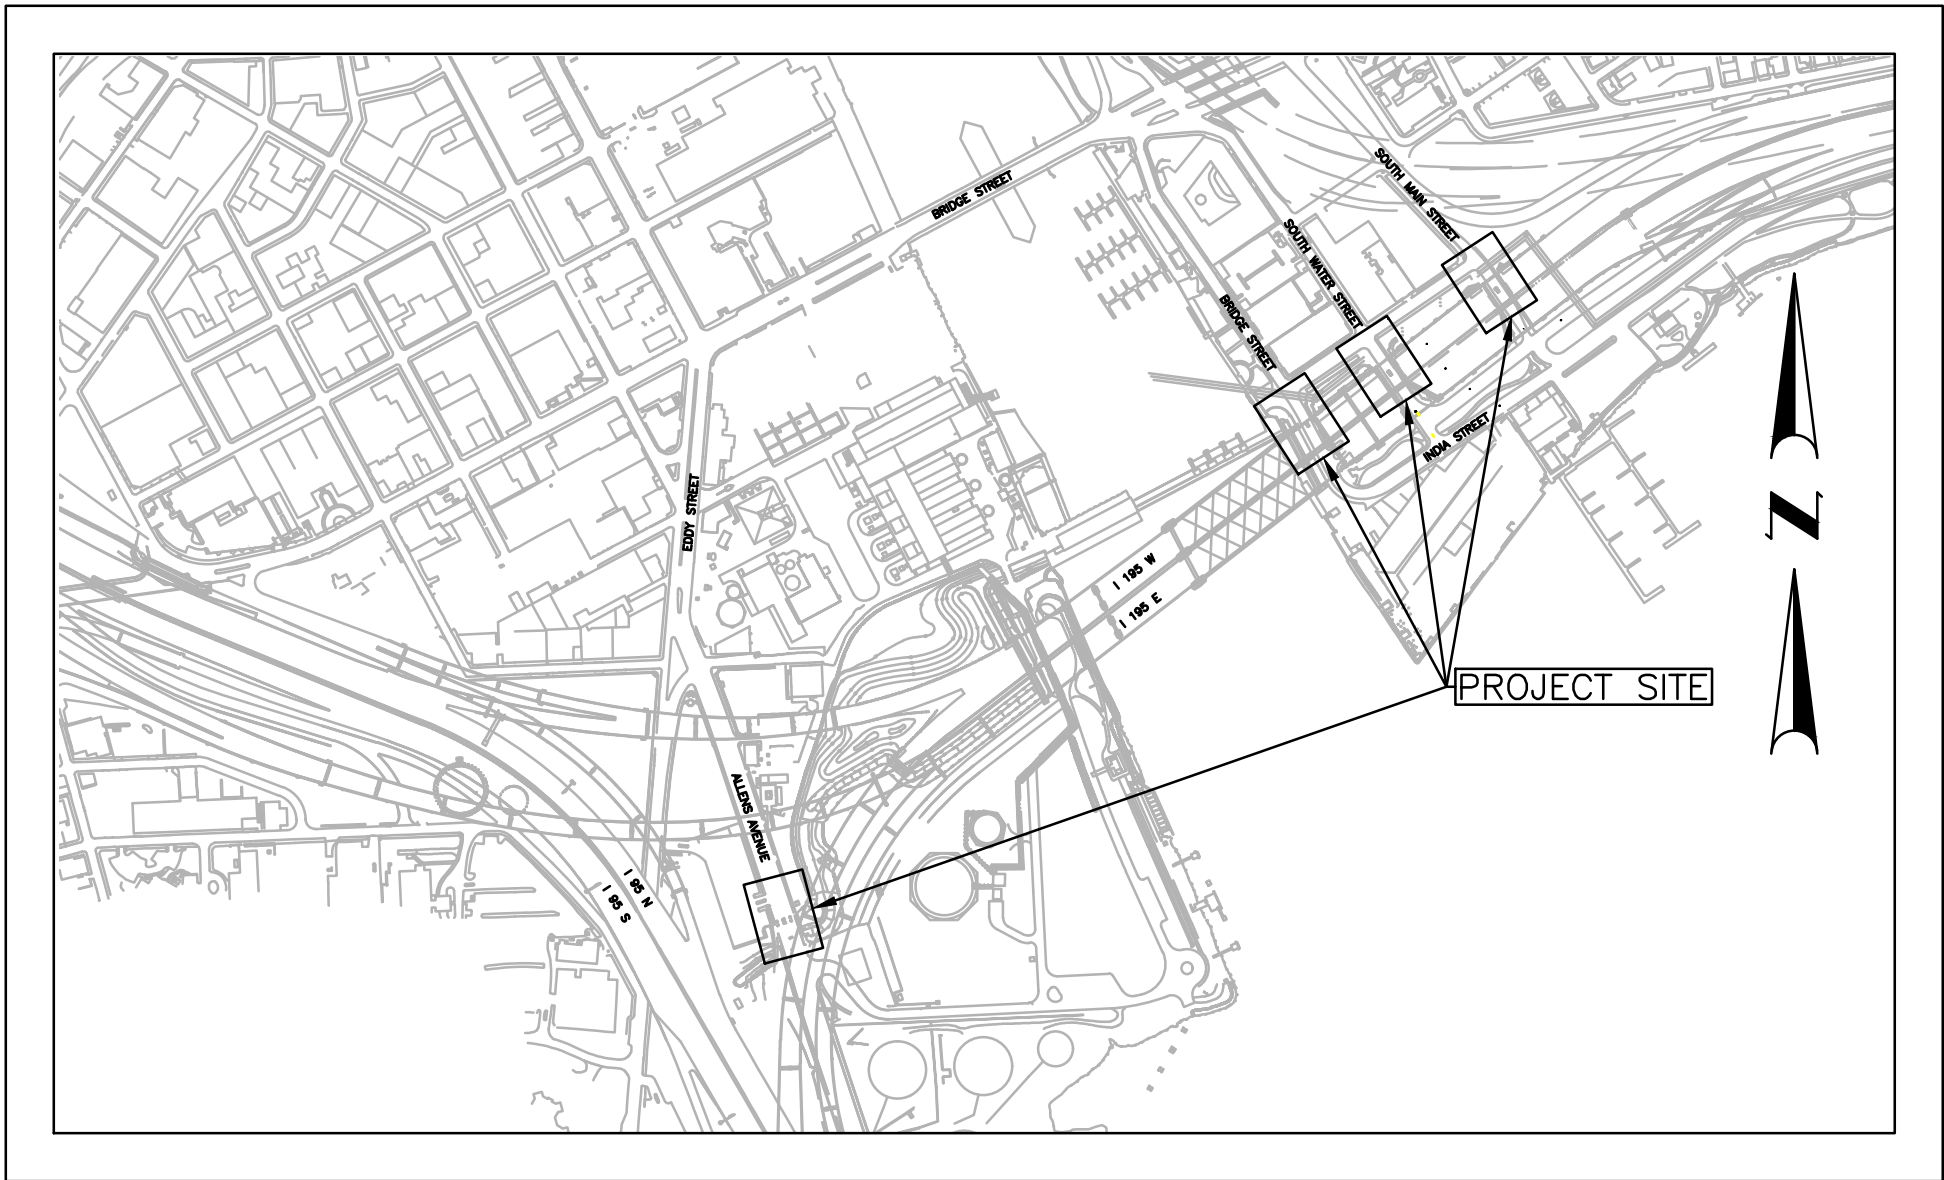 SOUTH MAIN STREET
BRIDGE STREET
SOUTH WATER STREET
BRIDGE STREET
INDIA STREET
EDDY STREET
N
I 195 W
I 195 E
PROJECT SITE
ALLENS AVENUE
I 95 N
I 95 S